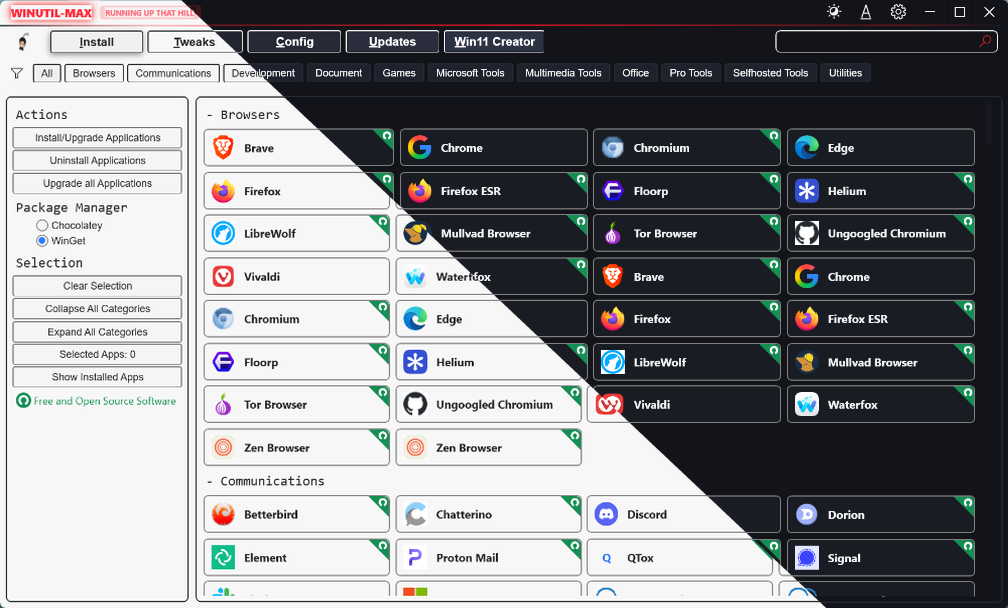 WINUTIL-MAX RUNNING UP THAT HILL
Install Tweaks Config Updates Win11 Creator
All Browsers Communications Development Document Games Microsoft Tools Multimedia Tools Office Pro Tools Selfhosted Tools Utilities
Actions
Install/Upgrade Applications
Uninstall Applications
Upgrade all Applications
Package Manager
Chocolatey
WinGet
Selection
Clear Selection
Collapse All Categories
Expand All Categories
Selected Apps: 0
Show Installed Apps
Free and Open Source Software
- Browsers
Brave Chrome Chromium Edge
Firefox Firefox ESR Floorp Helium
LibreWolf Mullvad Browser Tor Browser Ungoogled Chromium
Vivaldi Waterfox Brave Chrome
Chromium Edge Firefox Firefox ESR
Floorp Helium LibreWolf Mullvad Browser
Tor Browser Ungoogled Chromium Vivaldi Waterfox
Zen Browser Zen Browser
- Communications
Betterbird Chatterino Discord Dorion
Element Proton Mail QTox Signal